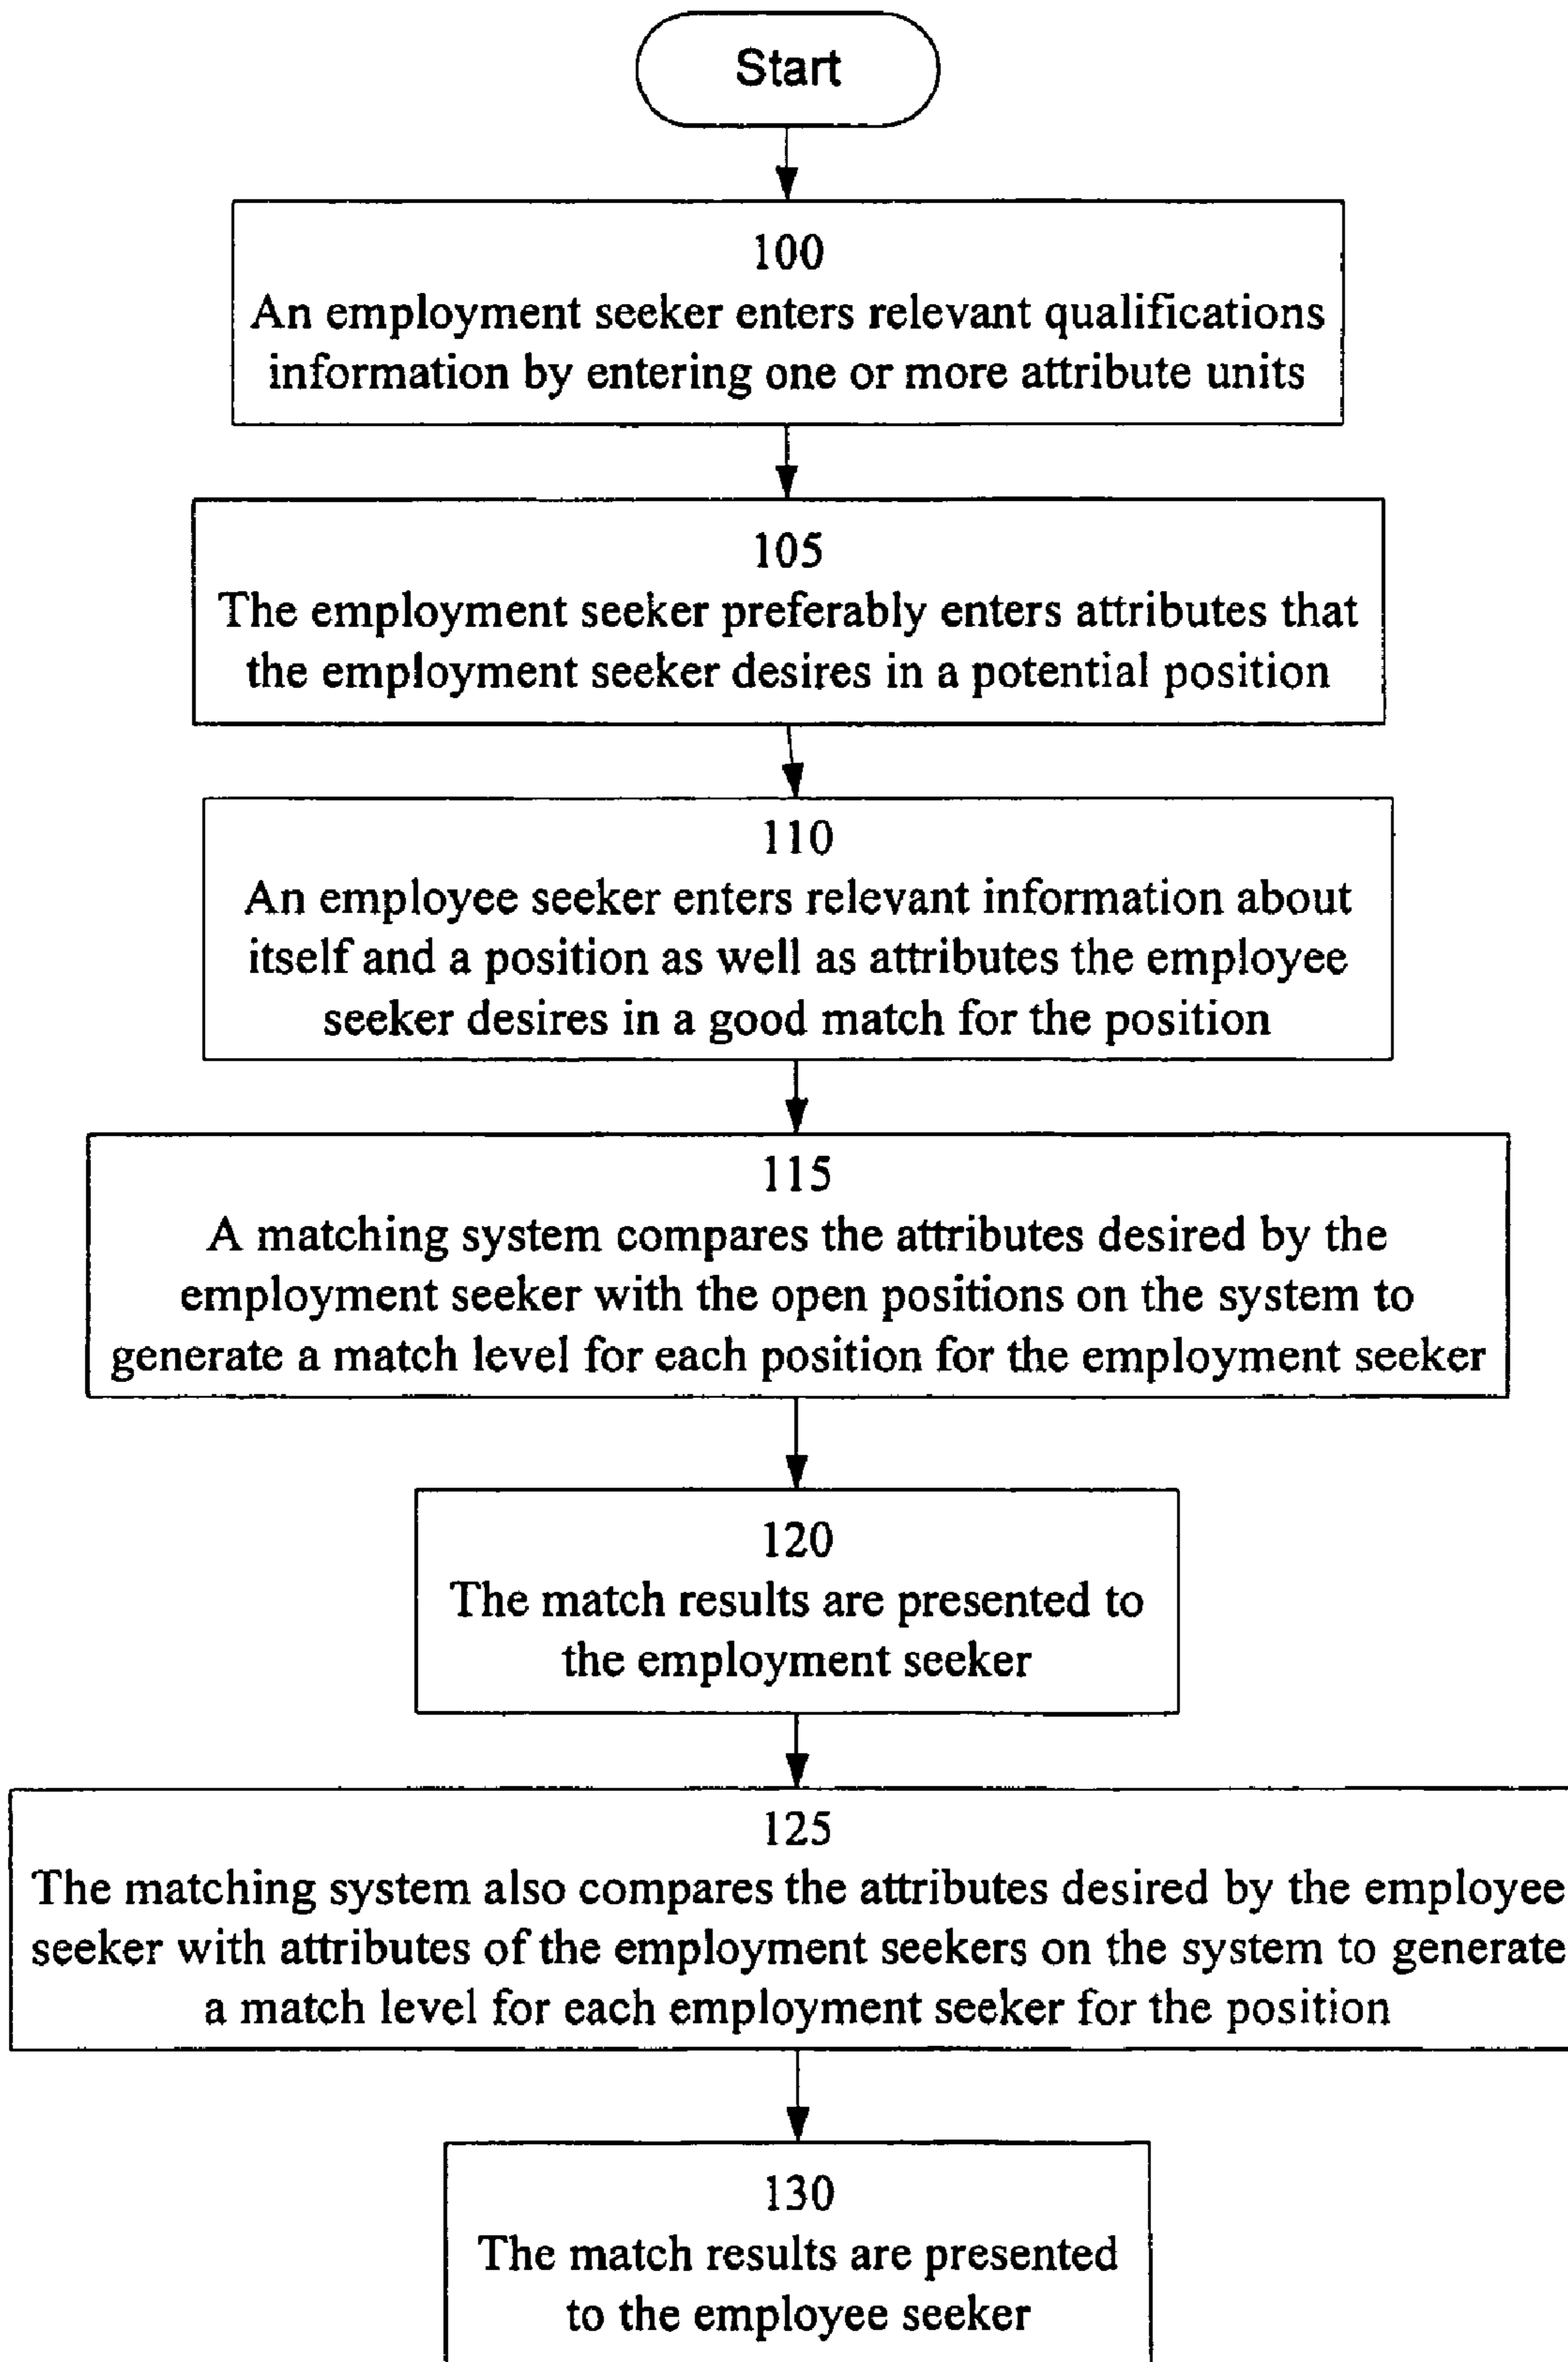 Start
100
An employment seeker enters relevant qualifications
information by entering one or more attribute units
105
The employment seeker preferably enters attributes that
the employment seeker desires in a potential position
110
An employee seeker enters relevant information about
itself and a position as well as attributes the employee
seeker desires in a good match for the position
115
A matching system compares the attributes desired by the
employment seeker with the open positions on the system to
generate a match level for each position for the employment seeker
120
The match results are presented to
the employment seeker
125
The matching system also compares the attributes desired by the employee
seeker with attributes of the employment seekers on the system to generate
a match level for each employment seeker for the position
130
The match results are presented
to the employee seeker